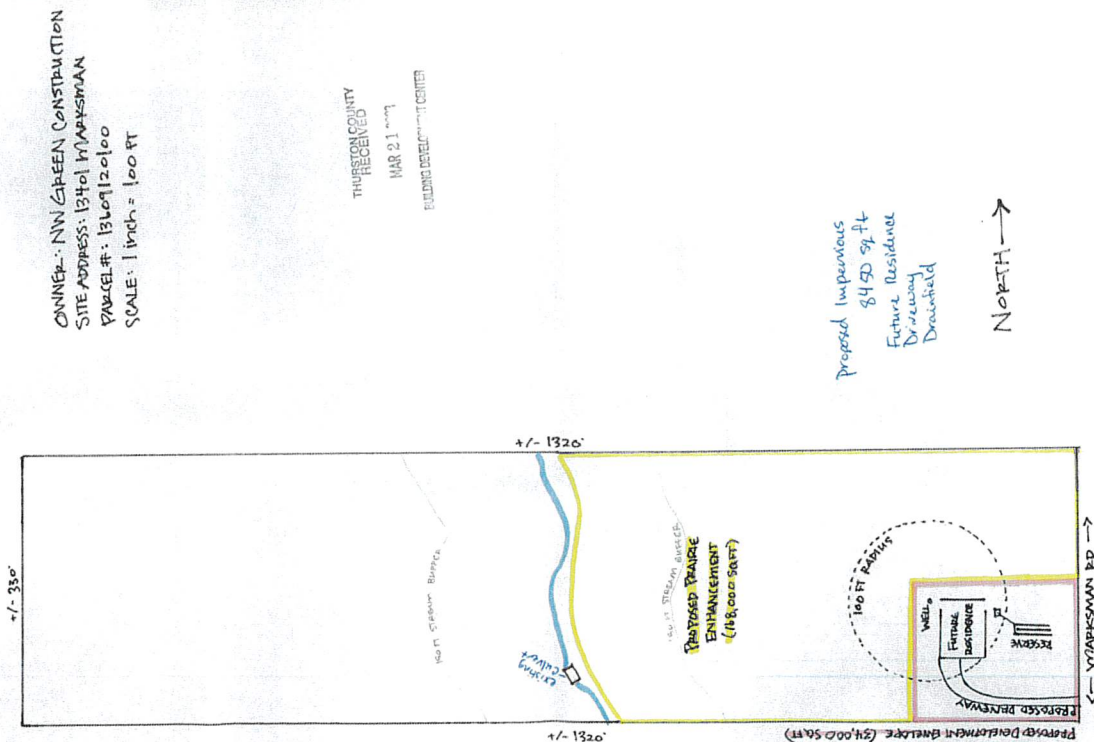 OWNER: NW GREEN CONSTRUCTION
SITE ADDRESS: 13401 MARKSMAN
PARCEL #: 13609120100
SCALE: 1 inch = 100 FT
THURSTON COUNTY
RECEIVED
MAR 21
BUILDING DEVELOPMENT CENTER
Proposed Impervious
8450 sq ft
Future Residence
Driveway
Drainfield
NORTH →
+/- 330'
+/- 1320'
STREAM BUFFER
existing
culvert
STREAM BUFFER
PROPOSED PRAIRIE
ENHANCEMENT
(168,000 SQFT)
100 FT RADIUS
WELL
FUTURE
RESIDENCE
RESERVE
PROPOSED DRIVEWAY
PROPOSED DEVELOPMENT ENVELOPE (34,000 SQ.FT)
+/- 1320'
← MARKSMAN RD →